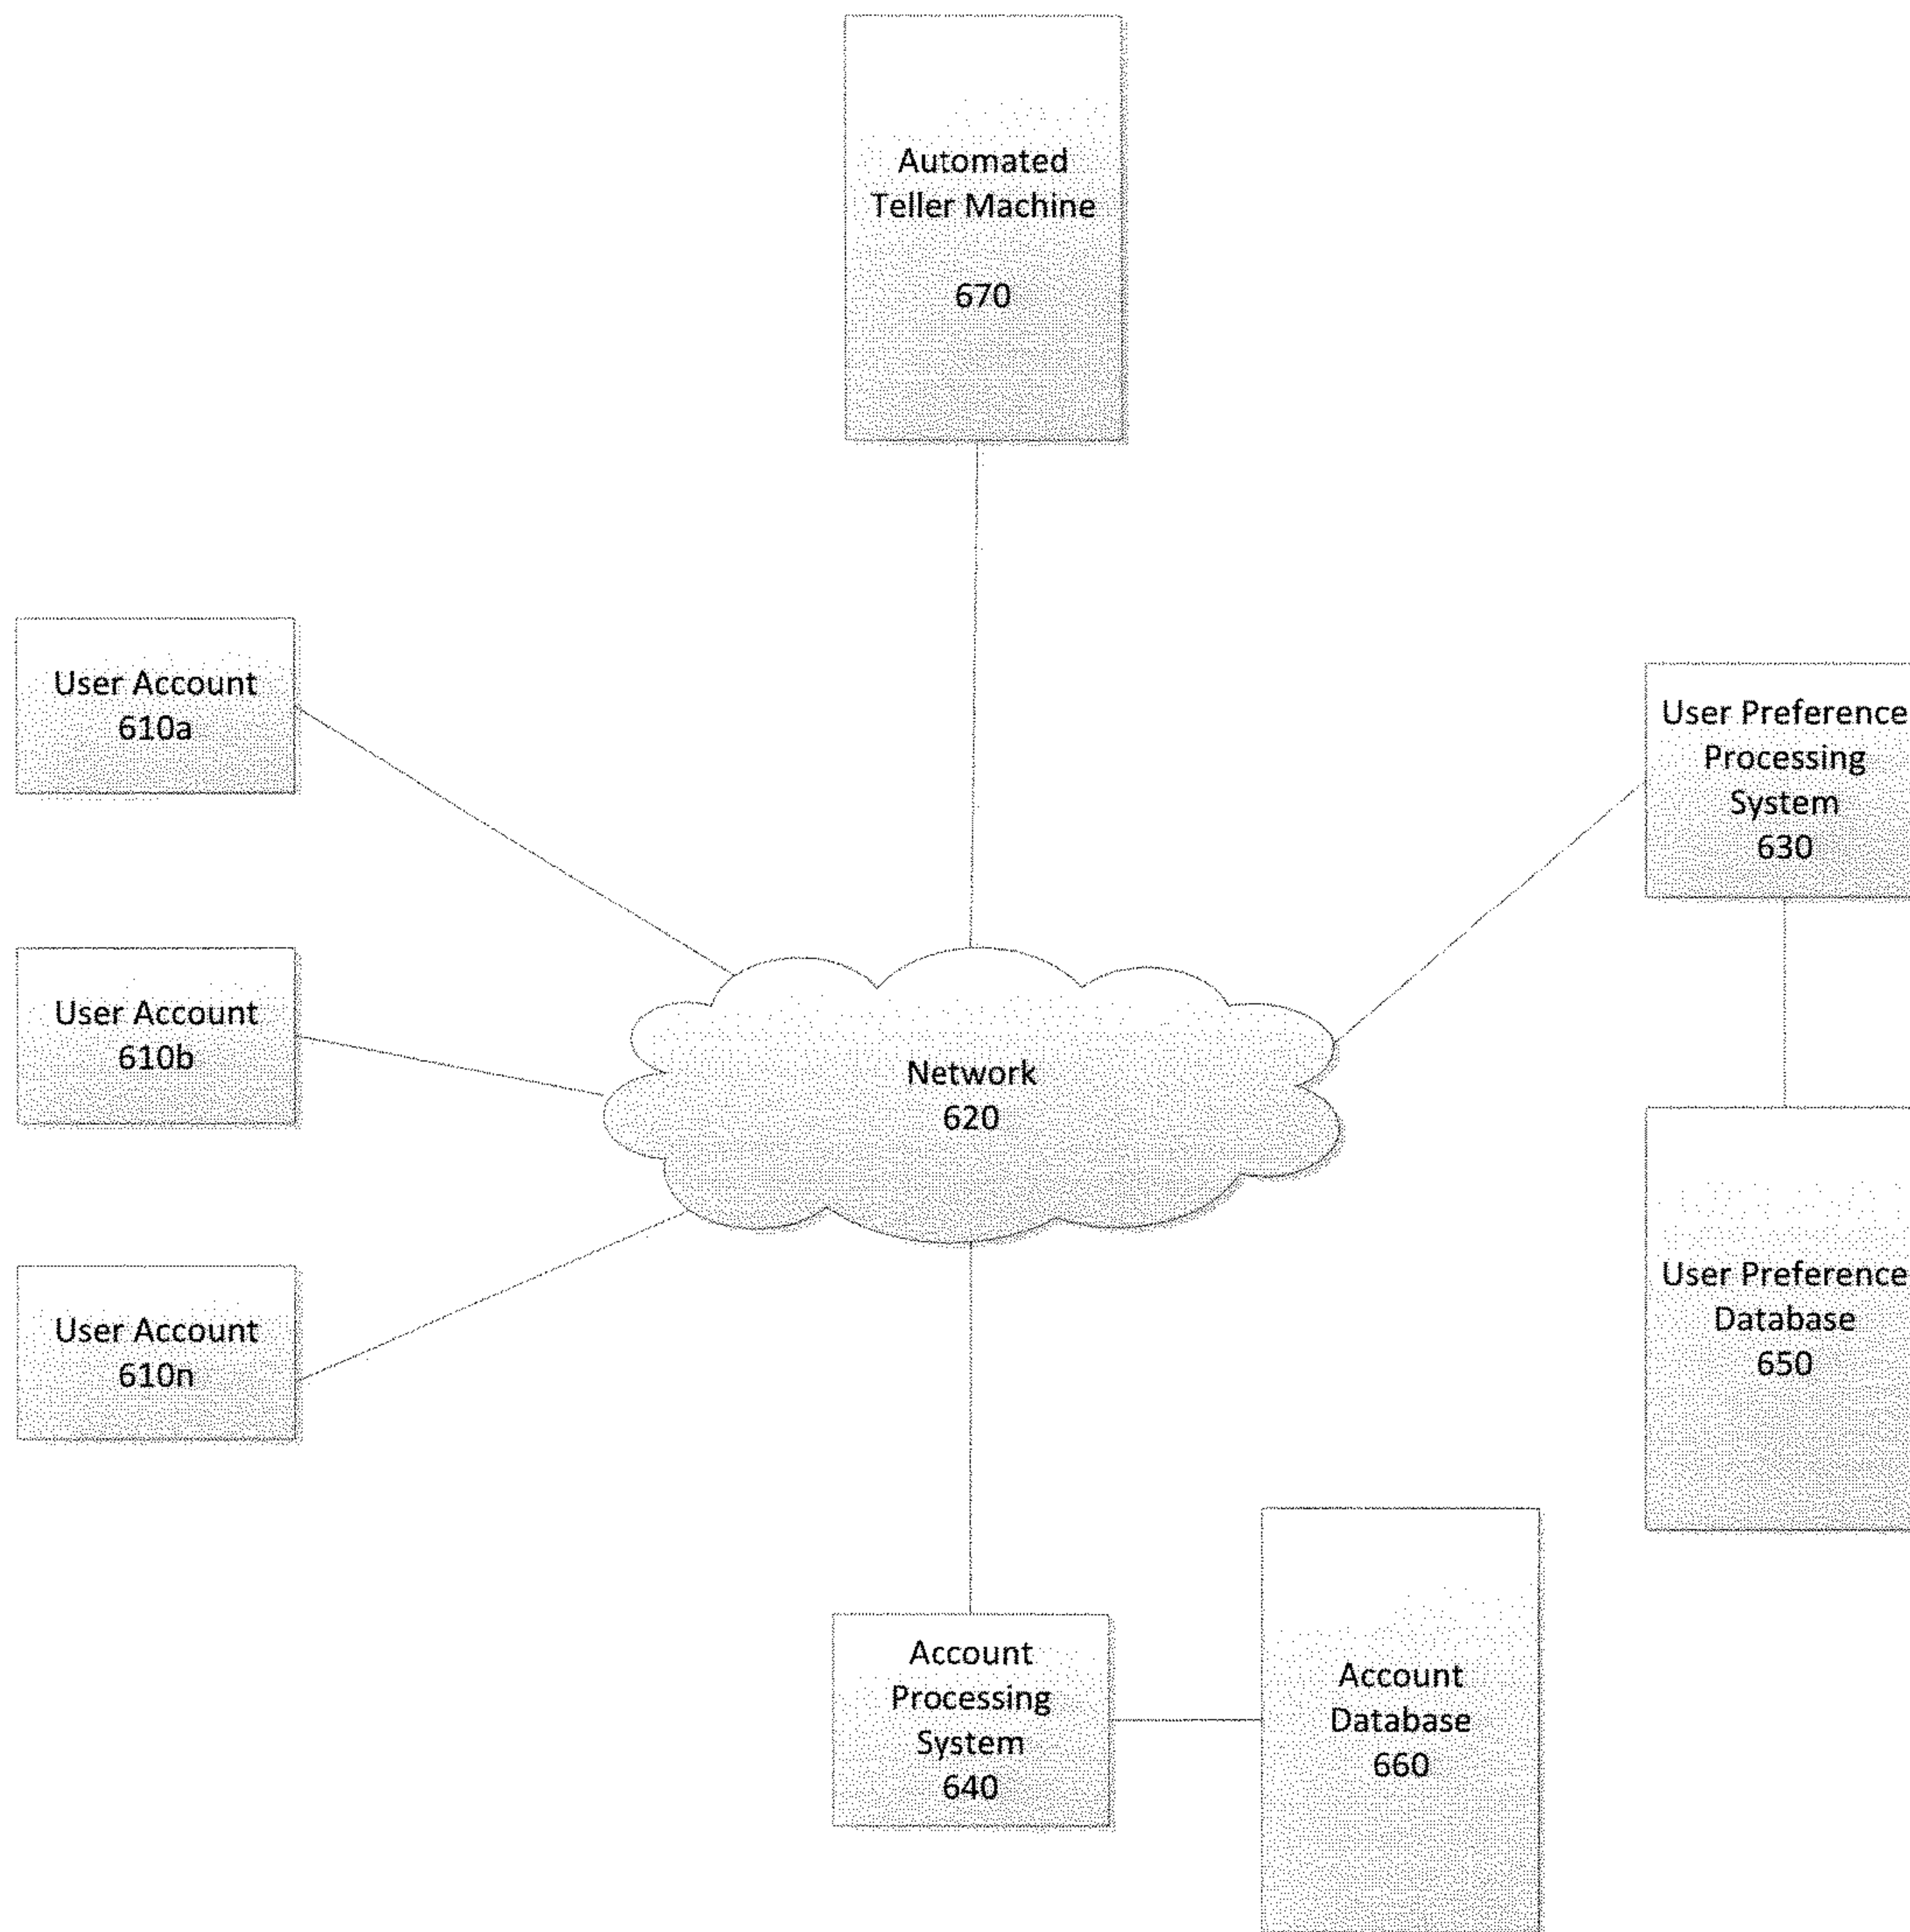 Automated
Teller Machine
670
User Account
610a
User Preference
Processing
System
630
User Account
610b
Network
620
User Account
610n
User Preference
Database
650
Account
Processing
System
640
Account
Database
660